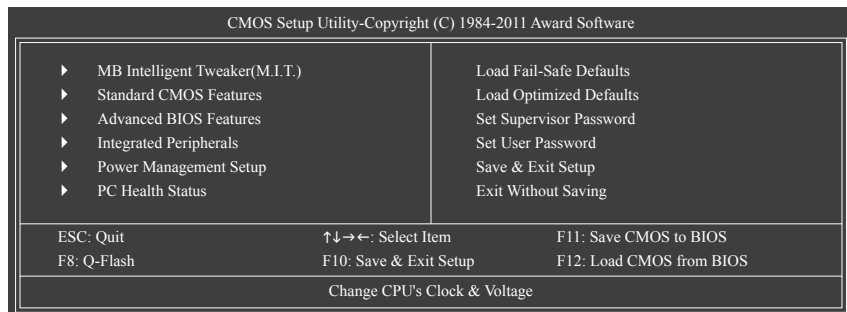 CMOS Setup Utility-Copyright (C) 1984-2011 Award Software
MB Intelligent Tweaker(M.I.T.)
Standard CMOS Features
Advanced BIOS Features
Integrated Peripherals
Power Management Setup
PC Health Status
Load Fail-Safe Defaults
Load Optimized Defaults
Set Supervisor Password
Set User Password
Save & Exit Setup
Exit Without Saving
ESC: Quit ↑↓→←: Select Item F11: Save CMOS to BIOS
F8: Q-Flash F10: Save & Exit Setup F12: Load CMOS from BIOS
Change CPU's Clock & Voltage